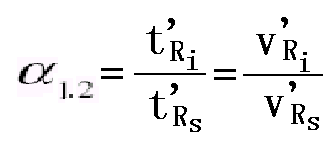 α₁.₂ = t'Rᵢ / t'Rₛ = v'Rᵢ / v'Rₛ